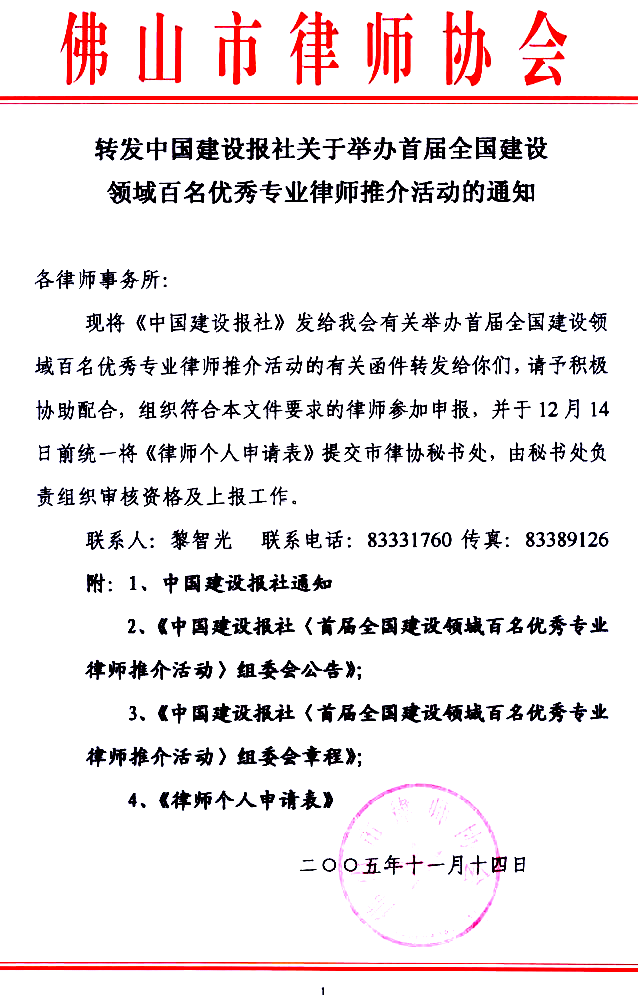 佛山市律师协会
转发中国建设报社关于举办首届全国建设
领域百名优秀专业律师推介活动的通知
各律师事务所：
现将《中国建设报社》发给我会有关举办首届全国建设领
域百名优秀专业律师推介活动的有关函件转发给你们，请予积极
协助配合，组织符合本文件要求的律师参加申报，并于 12 月 14
日前统一将《律师个人申请表》提交市律协秘书处，由秘书处负
责组织审核资格及上报工作。
联系人：黎智光 联系电话：83331760 传真：83389126
附：1、中国建设报社通知
2、《中国建设报社〈首届全国建设领域百名优秀专业
律师推介活动〉组委会公告》；
3、《中国建设报社〈首届全国建设领域百名优秀专业
律师推介活动〉组委会章程》；
4、《律师个人申请表》
二〇〇五年十一月十四日
1